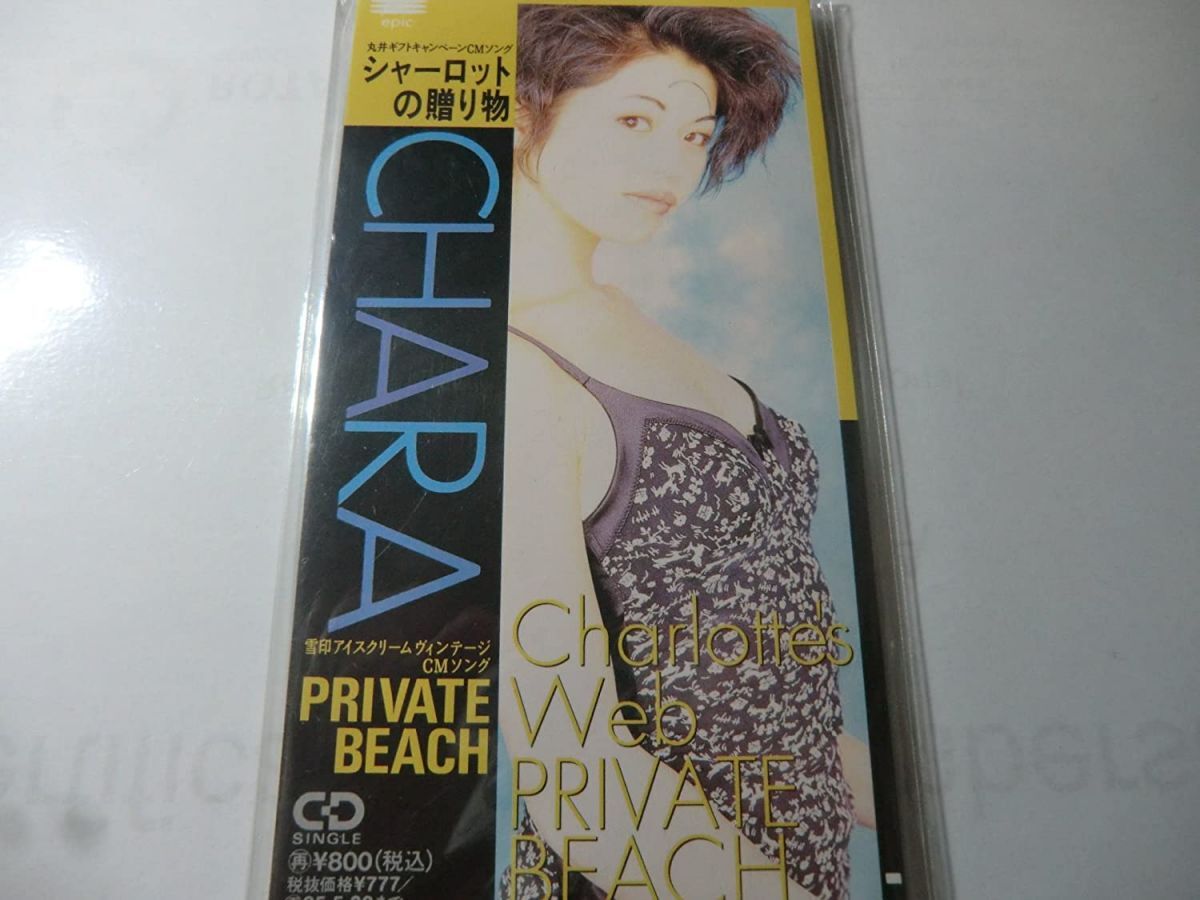 epic
丸井ギフトキャンペーンCMソング
シャーロット
の贈り物
CHARA
雪印アイスクリーム ヴィンテージ
CMソング
PRIVATE
BEACH
CD
SINGLE
再¥800(税込)
税抜価格¥777/
Charlotte's
Web
PRIVATE
BEACH